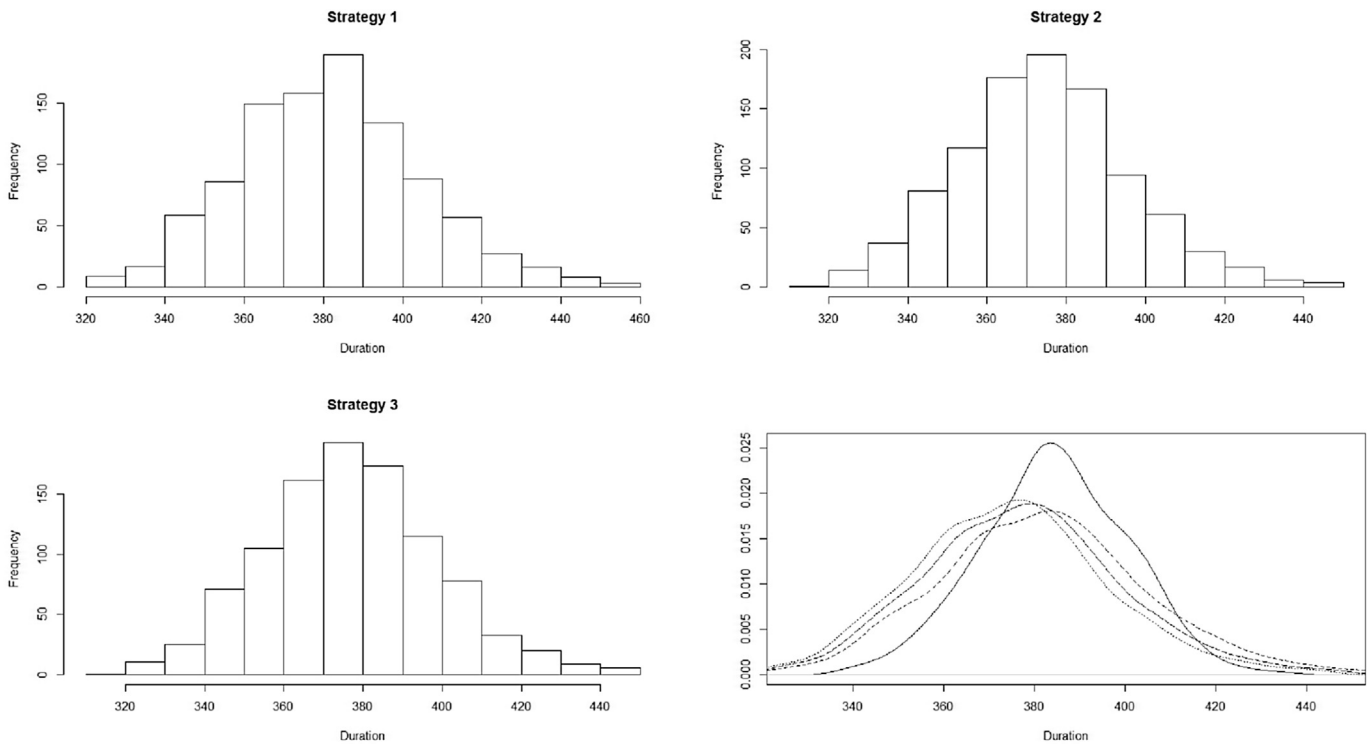 Strategy 1
Frequency
0 50 100 150
320 340 360 380 400 420 440 460
Duration
Strategy 2
Frequency
0 50 100 150 200
320 340 360 380 400 420 440
Duration
Strategy 3
Frequency
0 50 100 150
320 340 360 380 400 420 440
Duration
0.000 0.005 0.010 0.015 0.020 0.025
340 360 380 400 420 440
Duration